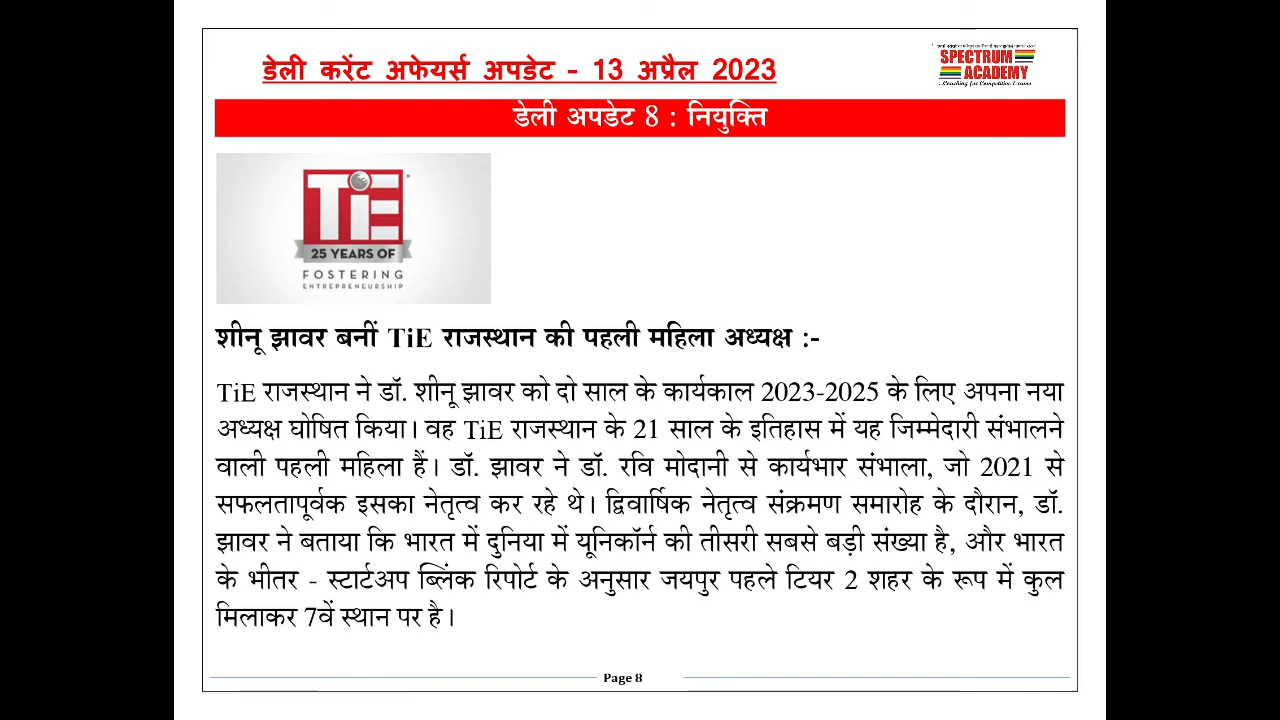 डेली करेंट अफेयर्स अपडेट - 13 अप्रैल 2023
SPECTRUM
ACADEMY
...Coaching for Competitive Exams
डेली अपडेट 8 : नियुक्ति
TiE
25 YEARS OF
FOSTERING
ENTREPRENEURSHIP
शीनू झावर बनीं TiE राजस्थान की पहली महिला अध्यक्ष :-
TiE राजस्थान ने डॉ. शीनू झावर को दो साल के कार्यकाल 2023-2025 के लिए अपना नया
अध्यक्ष घोषित किया। वह TiE राजस्थान के 21 साल के इतिहास में यह जिम्मेदारी संभालने
वाली पहली महिला हैं। डॉ. झावर ने डॉ. रवि मोदानी से कार्यभार संभाला, जो 2021 से
सफलतापूर्वक इसका नेतृत्व कर रहे थे। द्विवार्षिक नेतृत्व संक्रमण समारोह के दौरान, डॉ.
झावर ने बताया कि भारत में दुनिया में यूनिकॉर्न की तीसरी सबसे बड़ी संख्या है, और भारत
के भीतर - स्टार्टअप ब्लिंक रिपोर्ट के अनुसार जयपुर पहले टियर 2 शहर के रूप में कुल
मिलाकर 7वें स्थान पर है।
Page 8